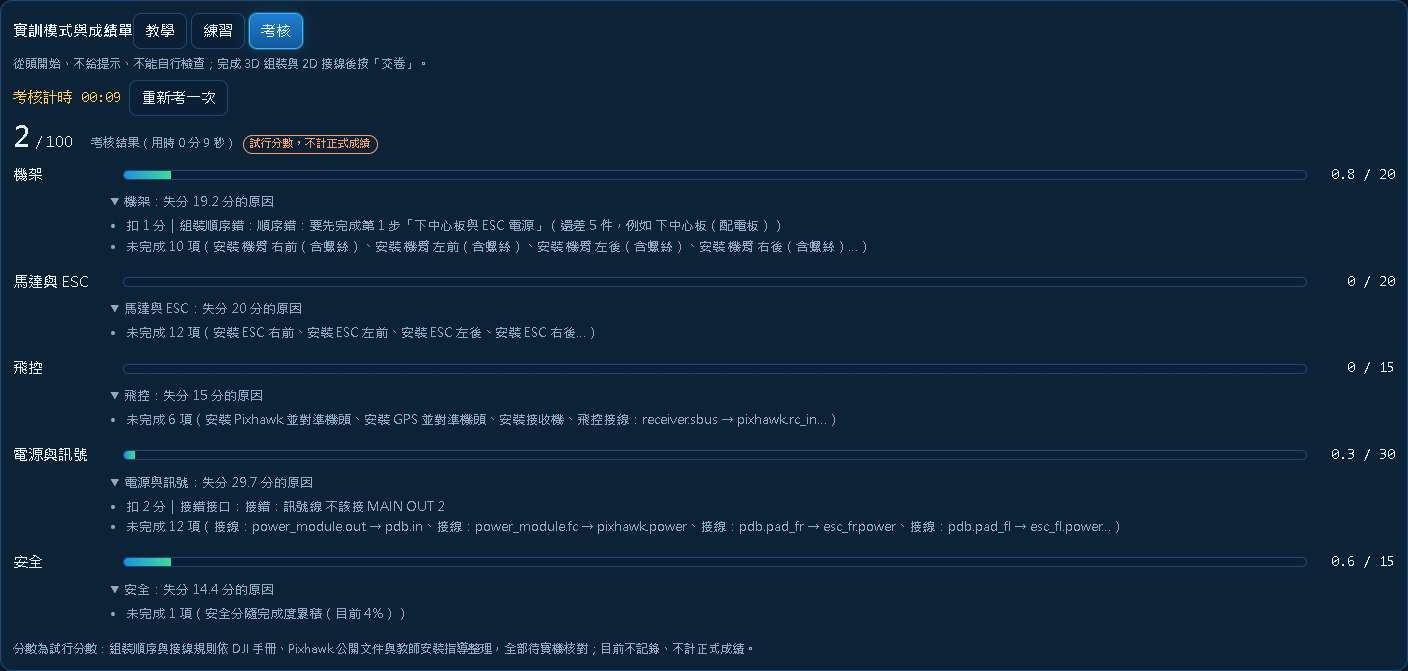 實訓模式與成績單 教學 練習 考核
從頭開始、不給提示、不能自行檢查；完成 3D 組裝與 2D 接線後按「交卷」。
考核計時 00:09 重新考一次
2 / 100 考核結果（用時 0 分 9 秒） 試行分數，不計正式成績
機架 0.8 / 20
▼ 機架：失分 19.2 分的原因
• 扣 1 分｜組裝順序錯：順序錯：要先完成第 1 步「下中心板與 ESC 電源」（還差 5 件，例如 下中心板（配電板））
• 未完成 10 項（安裝 機臂 右前（含螺絲）、安裝 機臂 左前（含螺絲）、安裝 機臂 左後（含螺絲）、安裝 機臂 右後（含螺絲）…）
馬達與 ESC 0 / 20
▼ 馬達與 ESC：失分 20 分的原因
• 未完成 12 項（安裝 ESC 右前、安裝 ESC 左前、安裝 ESC 左後、安裝 ESC 右後…）
飛控 0 / 15
▼ 飛控：失分 15 分的原因
• 未完成 6 項（安裝 Pixhawk 並對準機頭、安裝 GPS 並對準機頭、安裝接收機、飛控接線：receiver.sbus → pixhawk.rc_in…）
電源與訊號 0.3 / 30
▼ 電源與訊號：失分 29.7 分的原因
• 扣 2 分｜接錯接口：接錯：訊號線 不該接 MAIN OUT 2
• 未完成 12 項（接線：power_module.out → pdb.in、接線：power_module.fc → pixhawk.power、接線：pdb.pad_fr → esc_fr.power、接線：pdb.pad_fl → esc_fl.power…）
安全 0.6 / 15
▼ 安全：失分 14.4 分的原因
• 未完成 1 項（安全分隨完成度累積（目前 4%））
分數為試行分數：組裝順序與接線規則依 DJI 手冊、Pixhawk 公開文件與教師安裝指導整理，全部待實機核對；目前不記錄、不計正式成績。